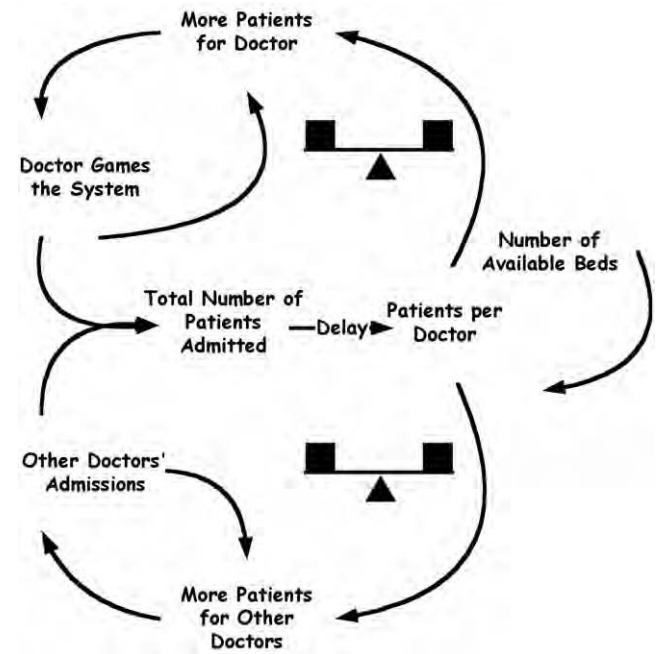 More Patients
for Doctor
Doctor Games
the System
Number of
Available Beds
Total Number of
Patients
Admitted
Delay
Patients per
Doctor
Other Doctors'
Admissions
More Patients
for Other
Doctors